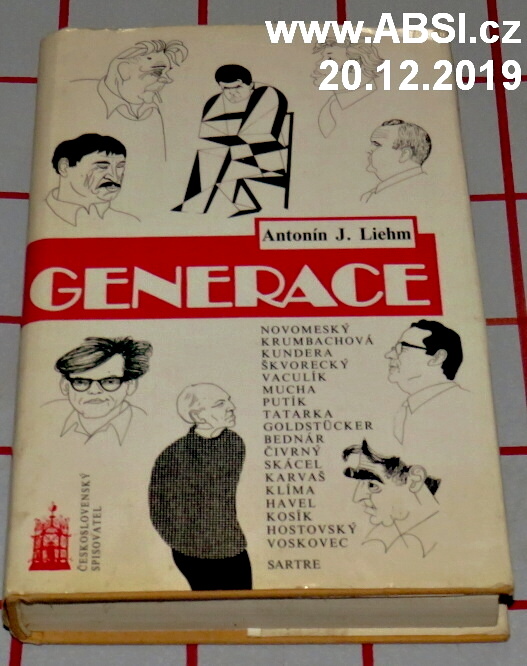 www.ABSI.cz
20.12.2019
Antonín J. Liehm
GENERACE
NOVOMESKÝ
KRUMBACHOVÁ
KUNDERA
ŠKVORECKÝ
VACULÍK
MUCHA
PUTÍK
TATARKA
GOLDSTÜCKER
BEDNÁR
ČIVRNÝ
SKÁCEL
KARVAŠ
KLÍMA
HAVEL
KOSÍK
HOSTOVSKÝ
VOSKOVEC
SARTRE
ČESKOSLOVENSKÝ
SPISOVATEL